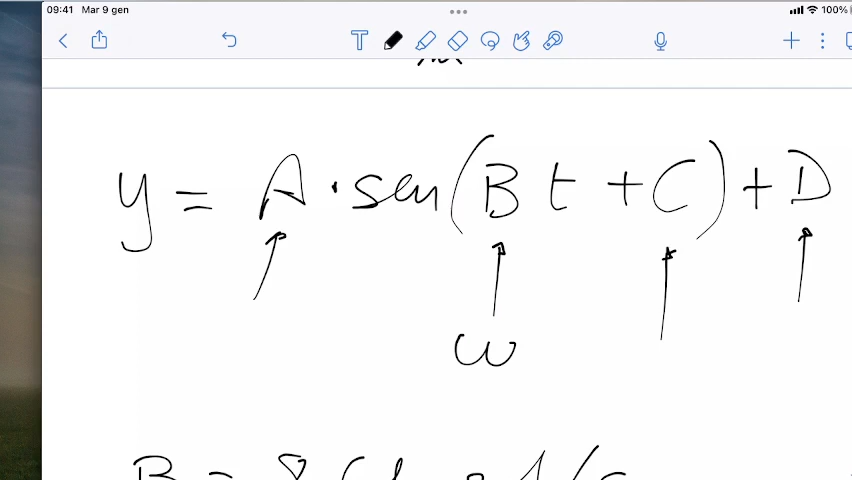 09:41 Mar 9 gen 100%
y = A · sen(B t + C) + D
ω
B =